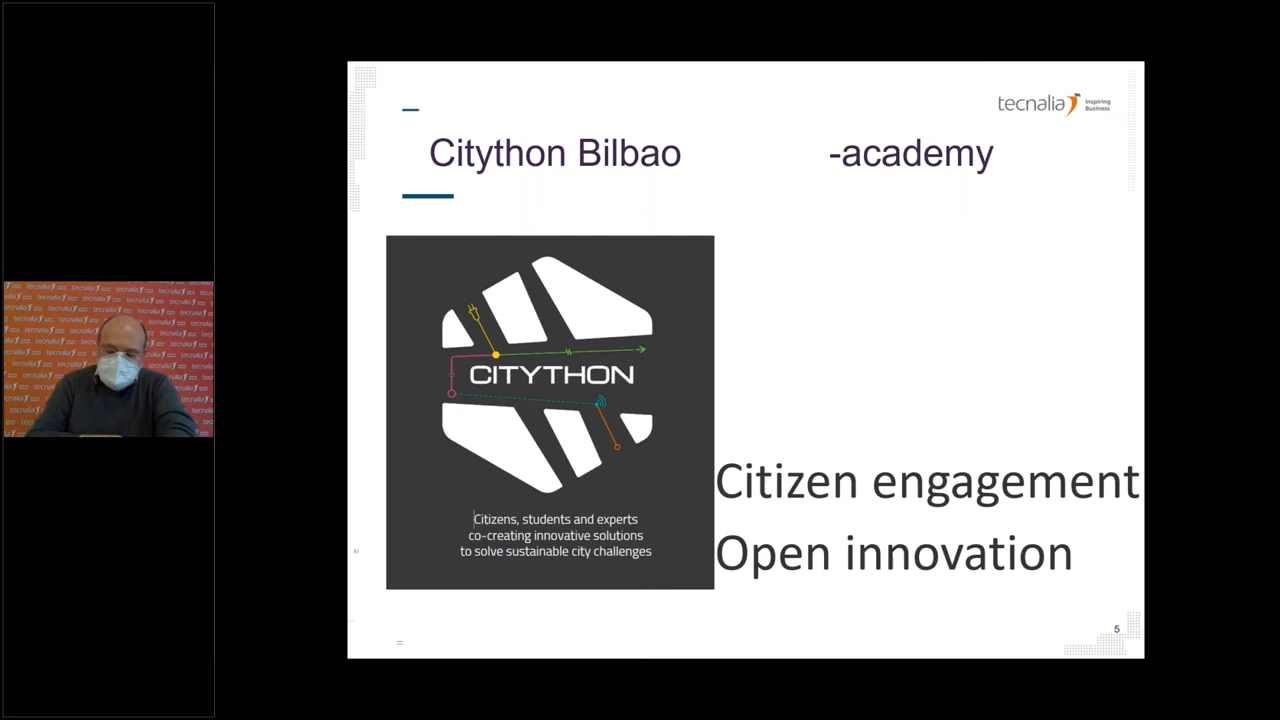 tecnalia Inspiring Business
Citython Bilbao -academy
CITYTHON
Citizens, students and experts
co-creating innovative solutions
to solve sustainable city challenges
Citizen engagement
Open innovation
5
tecnalia